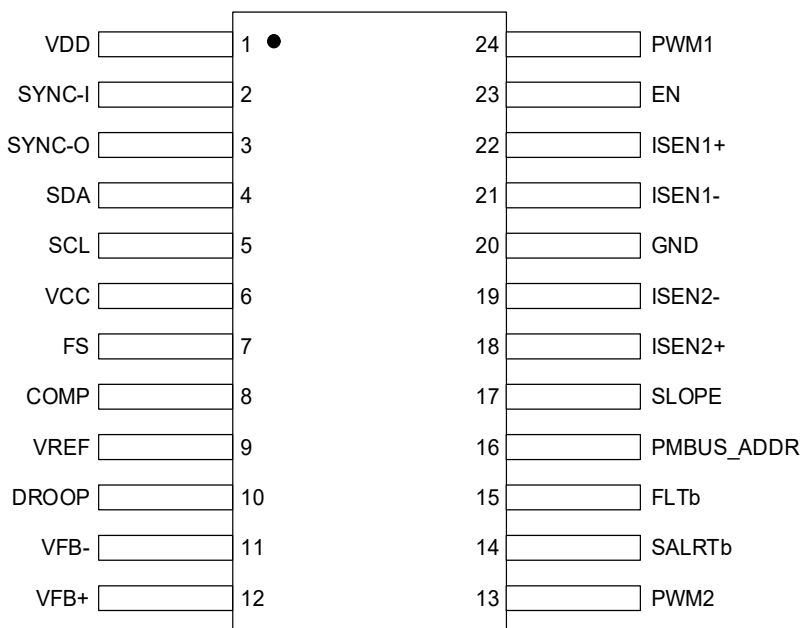 VDD 1 24 PWM1
SYNC-I 2 23 EN
SYNC-O 3 22 ISEN1+
SDA 4 21 ISEN1-
SCL 5 20 GND
VCC 6 19 ISEN2-
FS 7 18 ISEN2+
COMP 8 17 SLOPE
VREF 9 16 PMBUS_ADDR
DROOP 10 15 FLTb
VFB- 11 14 SALRTb
VFB+ 12 13 PWM2